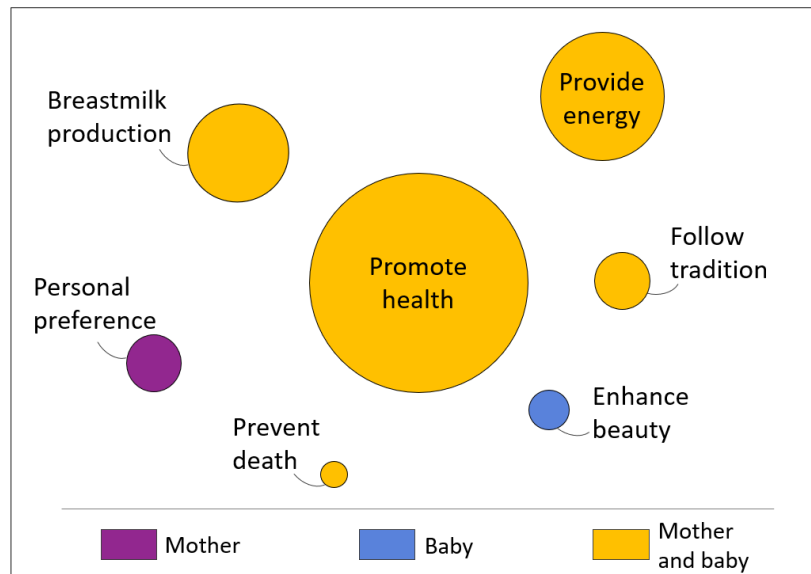 Provide
energy
Breastmilk
production
Follow
tradition
Promote
health
Personal
preference
Enhance
beauty
Prevent
death
Mother
Baby
Mother
and baby